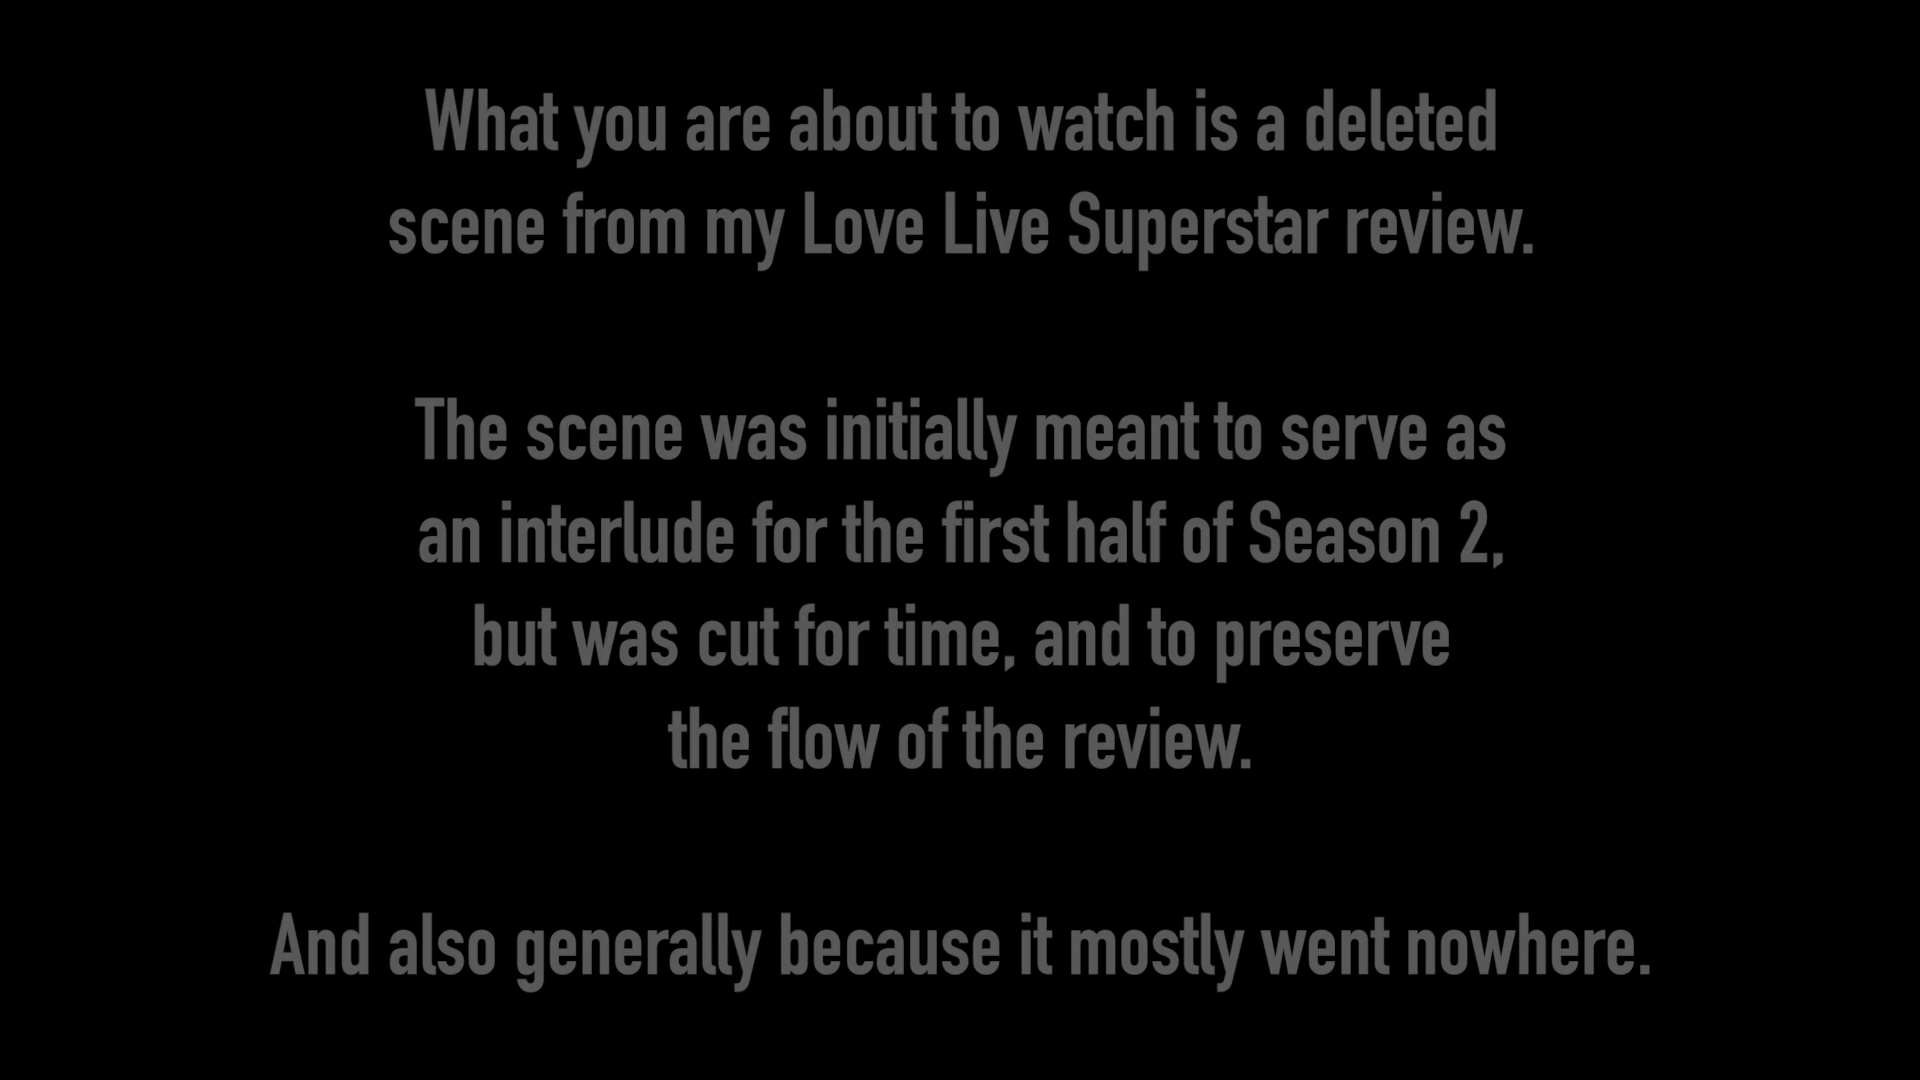 What you are about to watch is a deleted
scene from my Love Live Superstar review.
The scene was initially meant to serve as
an interlude for the first half of Season 2,
but was cut for time, and to preserve
the flow of the review.
And also generally because it mostly went nowhere.